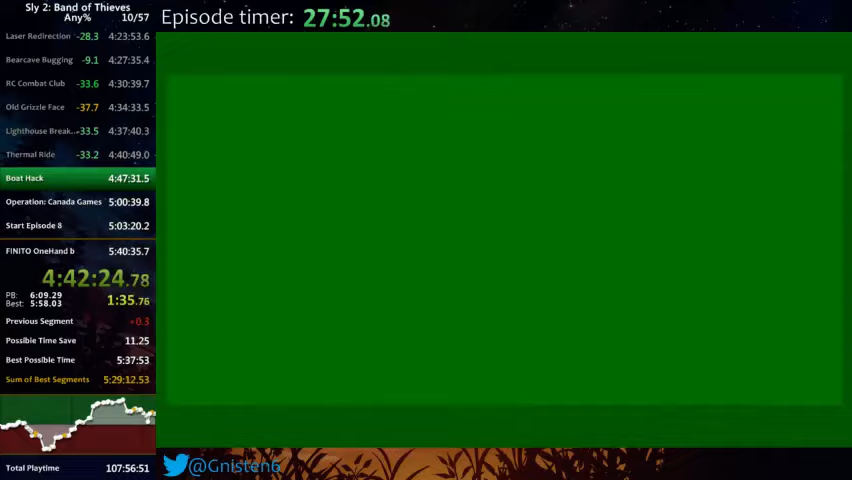 Sly 2: Band of Thieves
Any% 10/57
Episode timer: 27:52.08
Laser Redirection -28.3 4:23:53.6
Bearcave Bugging -9.1 4:27:35.4
RC Combat Club -33.6 4:30:39.7
Old Grizzle Face -37.7 4:34:33.5
Lighthouse Break... -33.5 4:37:40.3
Thermal Ride -33.2 4:40:49.0
Boat Hack 4:47:31.5
Operation: Canada Games 5:00:39.8
Start Episode 8 5:03:20.2
FINITO OneHand b 5:40:35.7
4:42:24.78
PB: 6:09.29
Best: 5:58.03
1:35.76
Previous Segment +0.3
Possible Time Save 11.25
Best Possible Time 5:37:53
Sum of Best Segments 5:29:12.53
Total Playtime 107:56:51
@Gnisten6